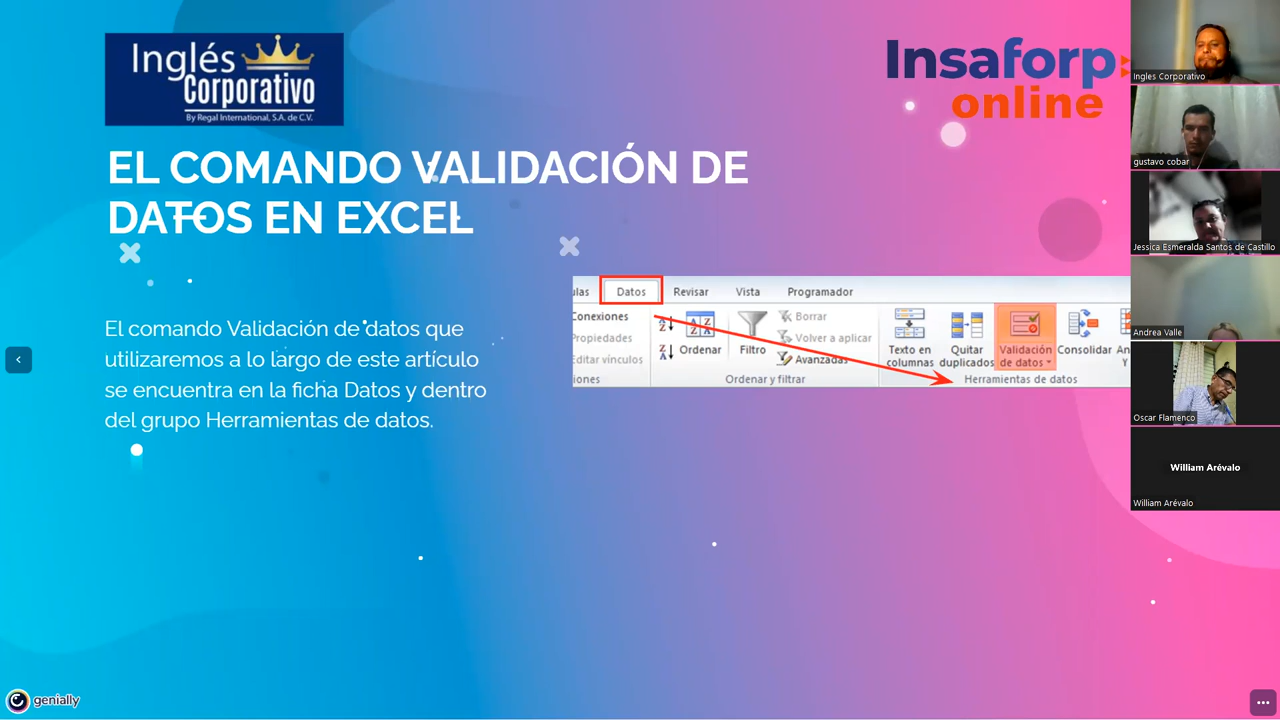 Inglés
Corporativo
By Regal International, S.A. de C.V.
Insaforp
online
EL COMANDO VALIDACIÓN DE
DATOS EN EXCEL
El comando Validación de datos que
utilizaremos a lo largo de este artículo
se encuentra en la ficha Datos y dentro
del grupo Herramientas de datos.
ulas Datos Revisar Vista Programador
Conexiones
Propiedades
Editar vínculos
iones
Ordenar
Filtro
Borrar
Volver a aplicar
Avanzadas
Ordenar y filtrar
Texto en
columnas
Quitar
duplicados
Validación
de datos
Consolidar
An
Y
Herramientas de datos
Ingles Corporativo
gustavo cobar
Jessica Esmeralda Santos de Castillo
Andrea Valle
Oscar Flamenco
William Arévalo
William Arévalo
genially